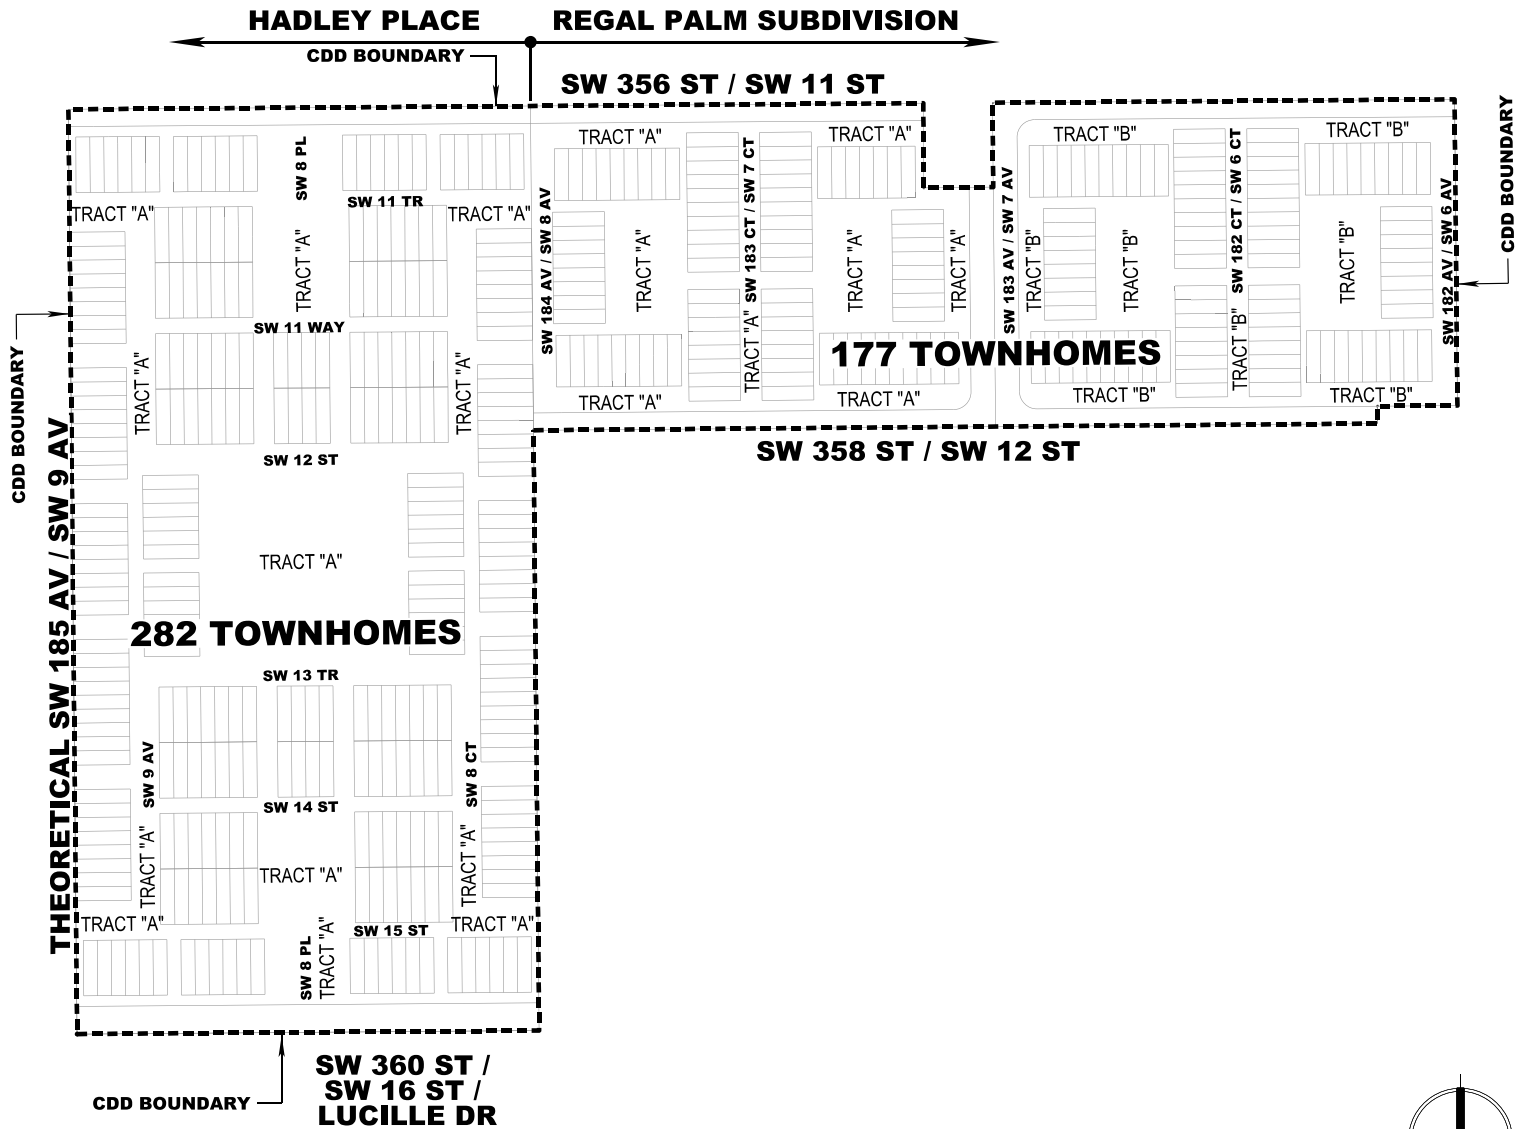 HADLEY PLACE
REGAL PALM SUBDIVISION
CDD BOUNDARY
SW 356 ST / SW 11 ST
CDD BOUNDARY
SW 8 PL
SW 11 TR
TRACT "A"
TRACT "A"
TRACT "A"
SW 11 WAY
TRACT "A"
TRACT "A"
SW 12 ST
TRACT "A"
282 TOWNHOMES
SW 13 TR
SW 9 AV
SW 8 CT
SW 14 ST
TRACT "A"
TRACT "A"
TRACT "A"
TRACT "A"
TRACT "A"
TRACT "A"
SW 15 ST
SW 8 PL
CDD BOUNDARY
THEORETICAL SW 185 AV / SW 9 AV
TRACT "A"
TRACT "A"
SW 184 AV / SW 8 AV
TRACT "A"
SW 183 CT / SW 7 CT
TRACT "A"
TRACT "A"
TRACT "A"
TRACT "A"
TRACT "A"
SW 183 AV / SW 7 AV
TRACT "B"
TRACT "B"
TRACT "B"
TRACT "B"
SW 182 CT / SW 6 CT
TRACT "B"
TRACT "B"
SW 182 AV / SW 6 AV
177 TOWNHOMES
TRACT "B"
TRACT "B"
SW 358 ST / SW 12 ST
CDD BOUNDARY
SW 360 ST /
SW 16 ST /
LUCILLE DR